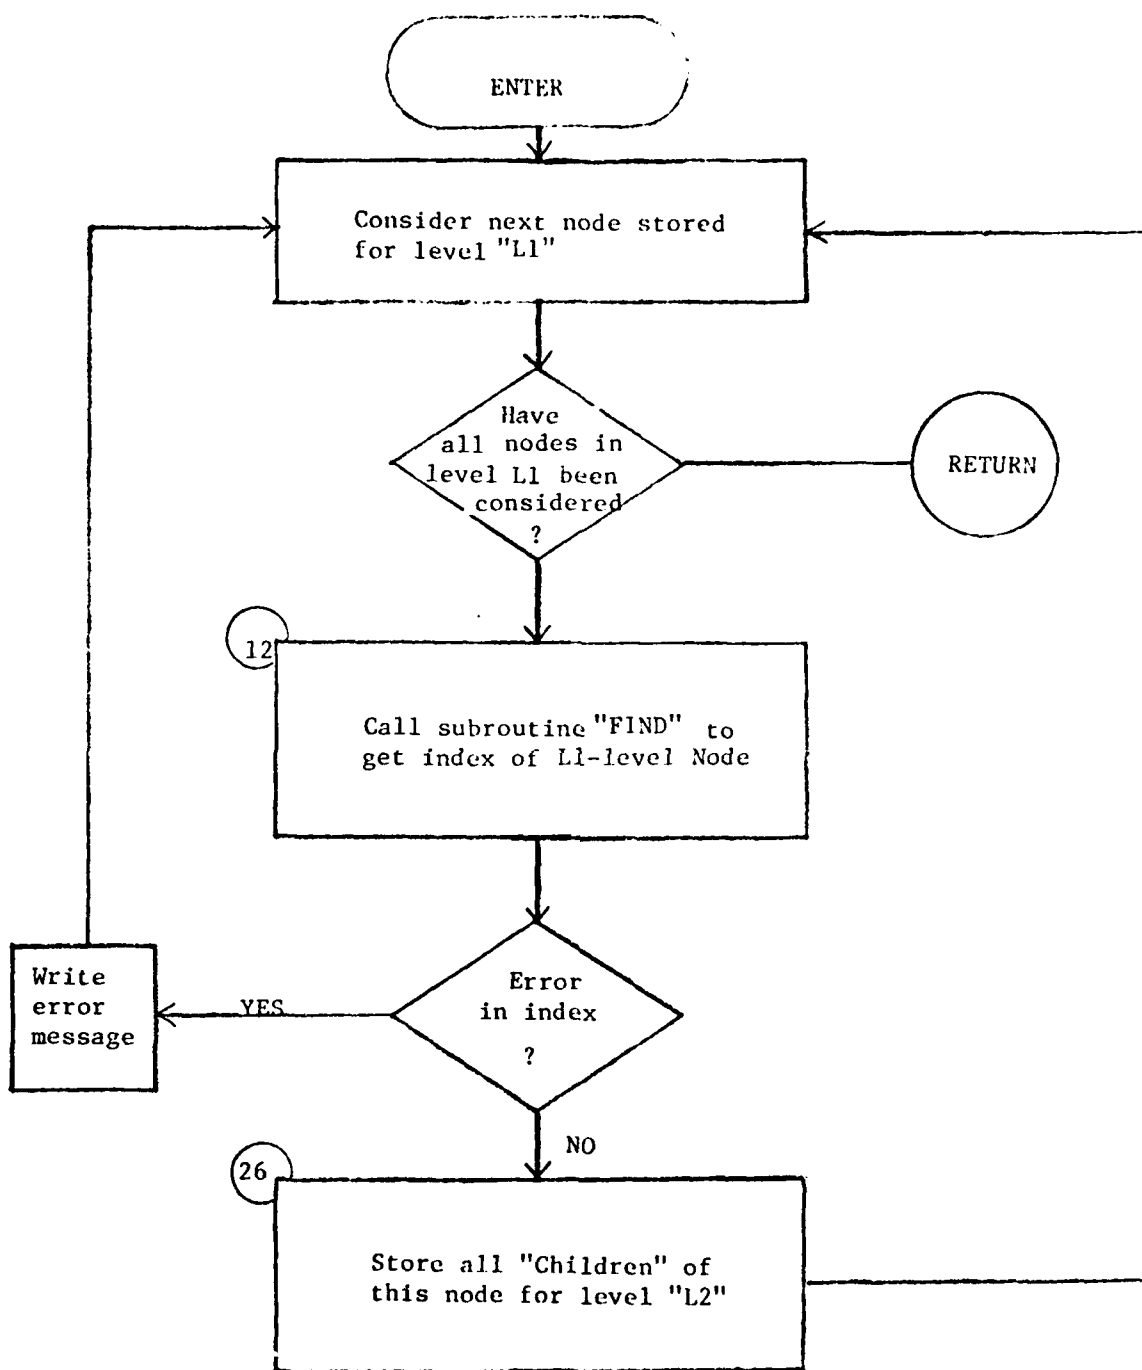 ENTER
Consider next node stored
for level "L1"
Have
all nodes in
level L1 been
considered
?
RETURN
12
Call subroutine "FIND" to
get index of L1-level Node
Error
in index
?
YES
Write
error
message
NO
26
Store all "Children" of
this node for level "L2"